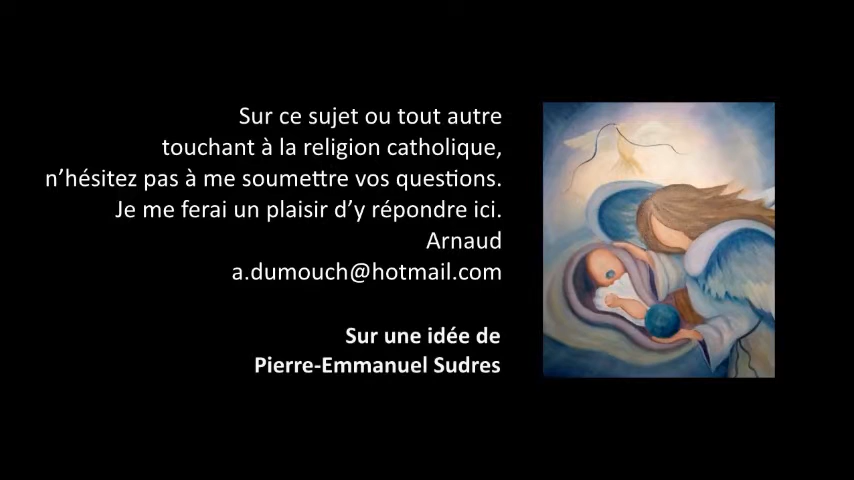 Sur ce sujet ou tout autre
touchant à la religion catholique,
n’hésitez pas à me soumettre vos questions.
Je me ferai un plaisir d’y répondre ici.
Arnaud
a.dumouch@hotmail.com
Sur une idée de
Pierre-Emmanuel Sudres